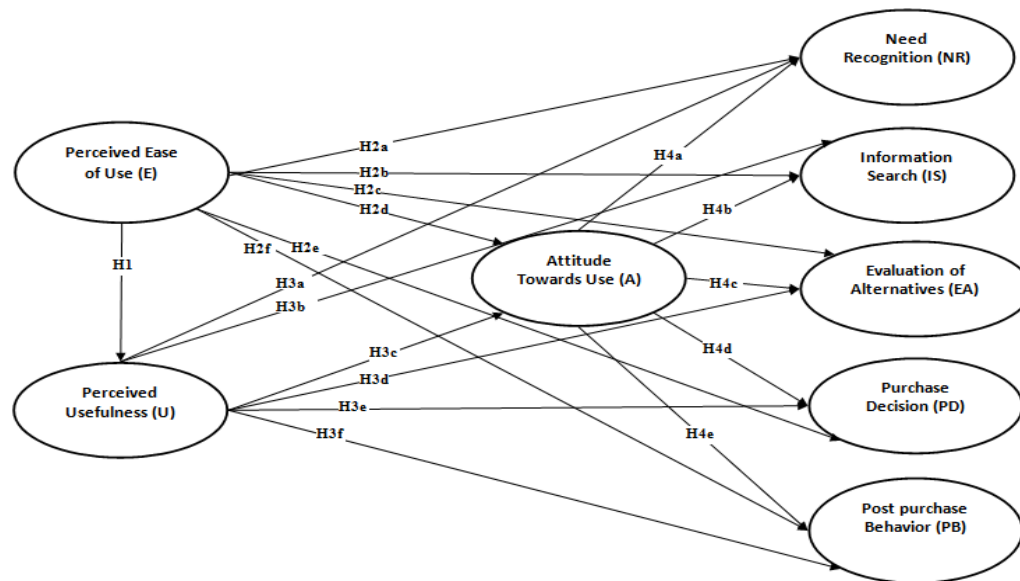 Need
Recognition (NR)
H2a
H4a
Perceived Ease
of Use (E)
Information
Search (IS)
H2b
H2c
H2d
H4b
H2f
H2e
H1
Attitude
Towards Use (A)
Evaluation of
Alternatives (EA)
H3a
H3b
H4c
H3c
H4d
H3d
Perceived
Usefulness (U)
H3e
Purchase
Decision (PD)
H3f
H4e
Post purchase
Behavior (PB)